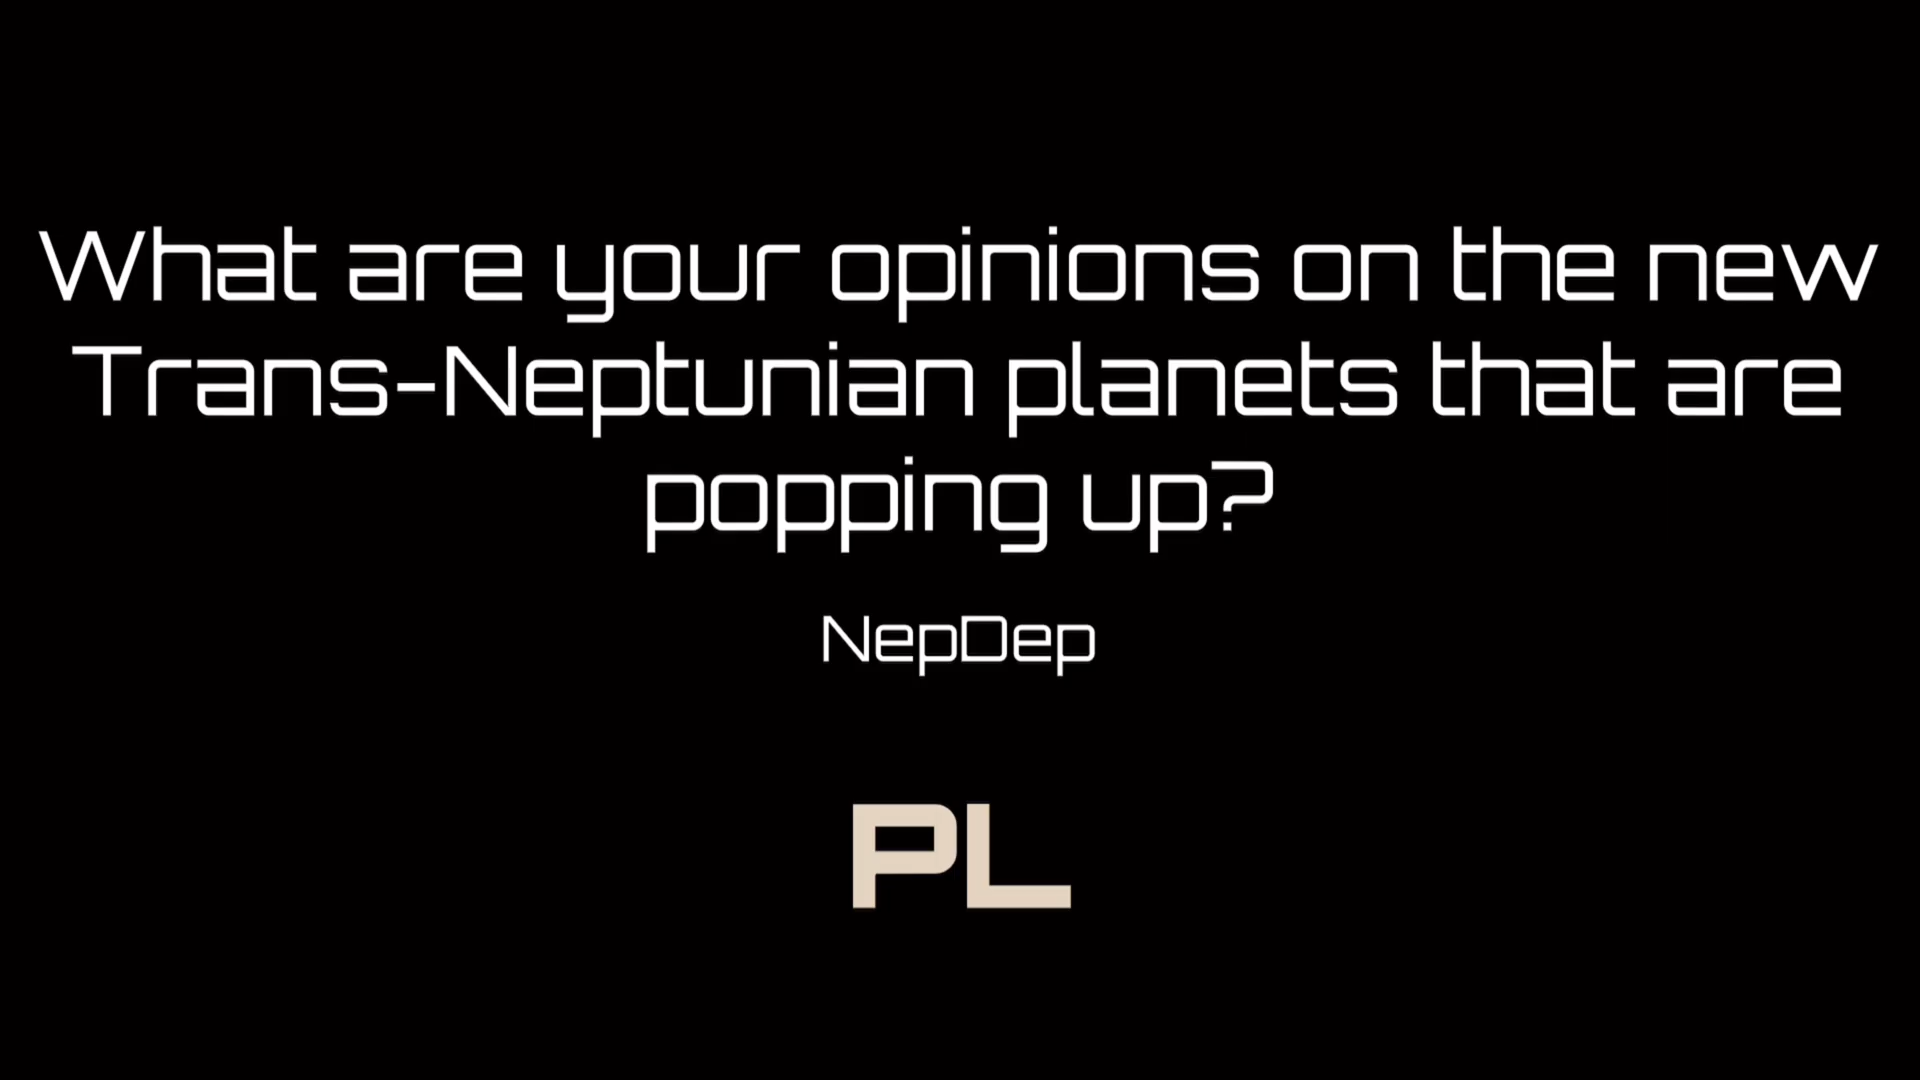 What are your opinions on the new
Trans-Neptunian planets that are
popping up?
NepDep
PL